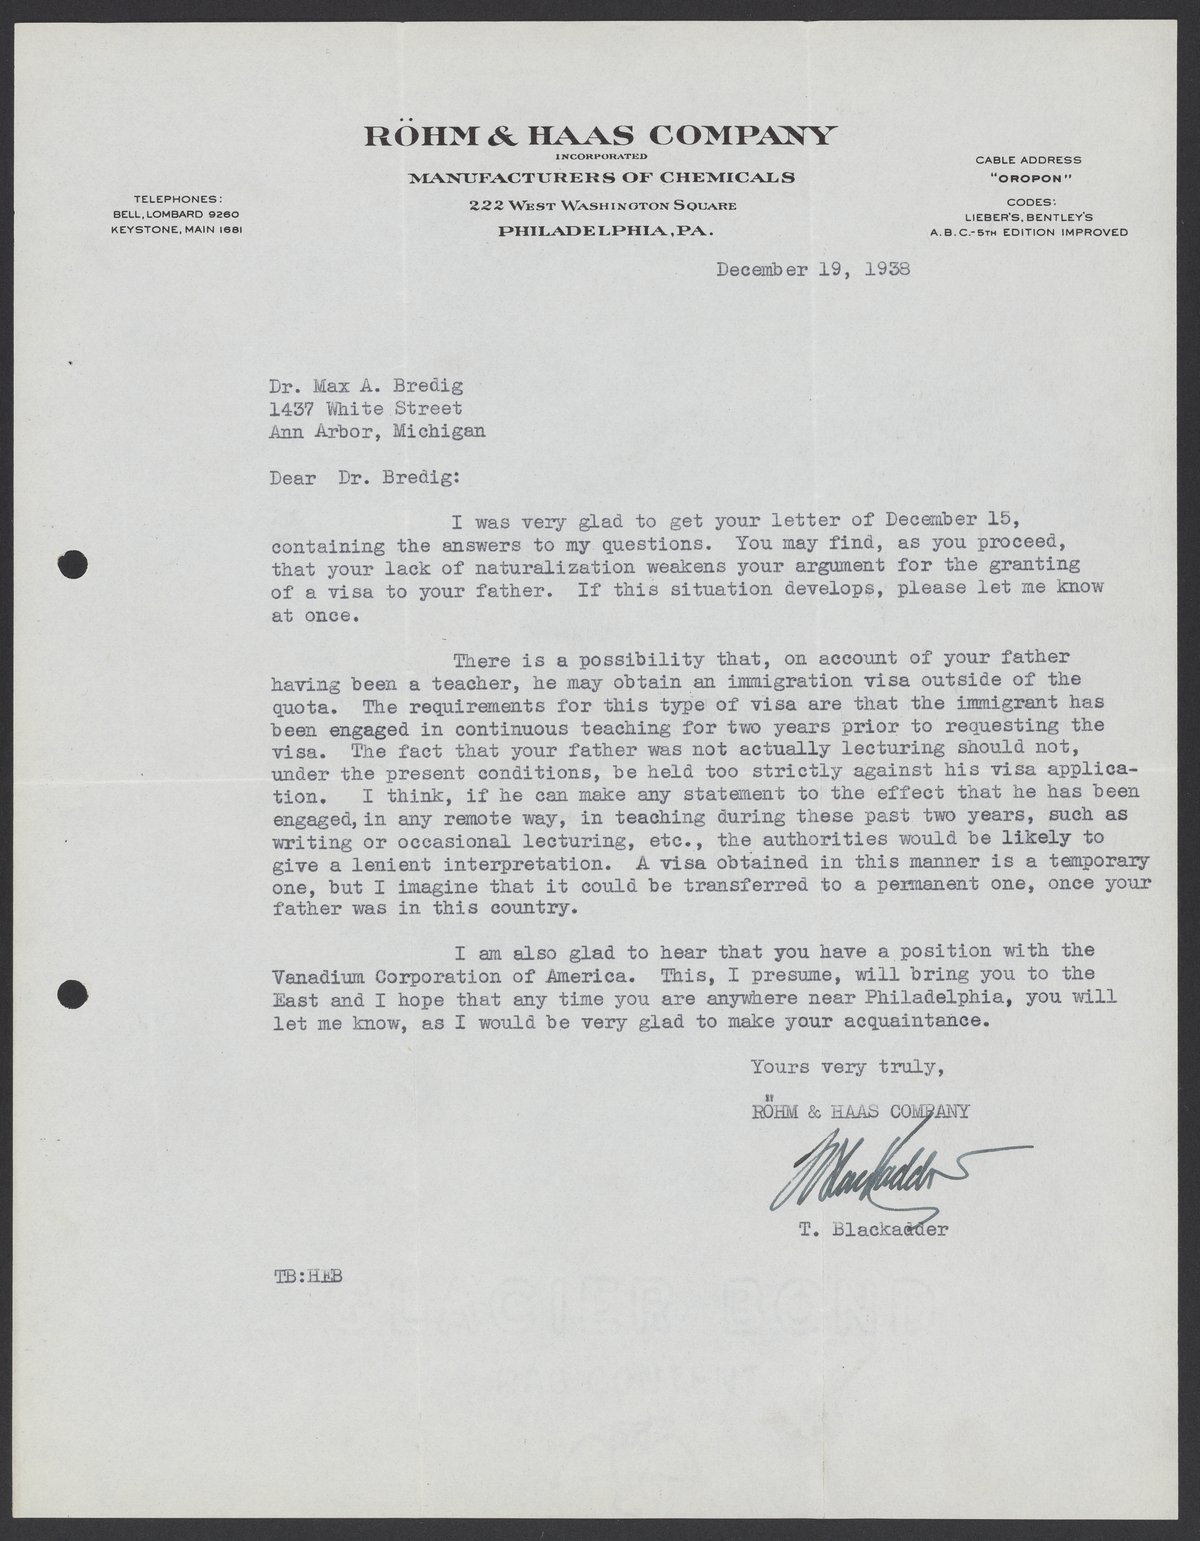 RÖHM & HAAS COMPANY
INCORPORATED
MANUFACTURERS OF CHEMICALS
222 WEST WASHINGTON SQUARE
PHILADELPHIA, PA.
TELEPHONES:
BELL, LOMBARD 9260
KEYSTONE, MAIN 1681
CABLE ADDRESS
"OROPON"
CODES:
LIEBER'S, BENTLEY'S
A.B.C.-5TH EDITION IMPROVED
December 19, 1938
Dr. Max A. Bredig
1437 White Street
Ann Arbor, Michigan
Dear Dr. Bredig:
I was very glad to get your letter of December 15,
containing the answers to my questions. You may find, as you proceed,
that your lack of naturalization weakens your argument for the granting
of a visa to your father. If this situation develops, please let me know
at once.
There is a possibility that, on account of your father
having been a teacher, he may obtain an immigration visa outside of the
quota. The requirements for this type of visa are that the immigrant has
been engaged in continuous teaching for two years prior to requesting the
visa. The fact that your father was not actually lecturing should not,
under the present conditions, be held too strictly against his visa applica-
tion. I think, if he can make any statement to the effect that he has been
engaged, in any remote way, in teaching during these past two years, such as
writing or occasional lecturing, etc., the authorities would be likely to
give a lenient interpretation. A visa obtained in this manner is a temporary
one, but I imagine that it could be transferred to a permanent one, once your
father was in this country.
I am also glad to hear that you have a position with the
Vanadium Corporation of America. This, I presume, will bring you to the
East and I hope that any time you are anywhere near Philadelphia, you will
let me know, as I would be very glad to make your acquaintance.
Yours very truly,
RÖHM & HAAS COMPANY
TBlackadder
T. Blackadder
TB:HEB
GLACIER BOND